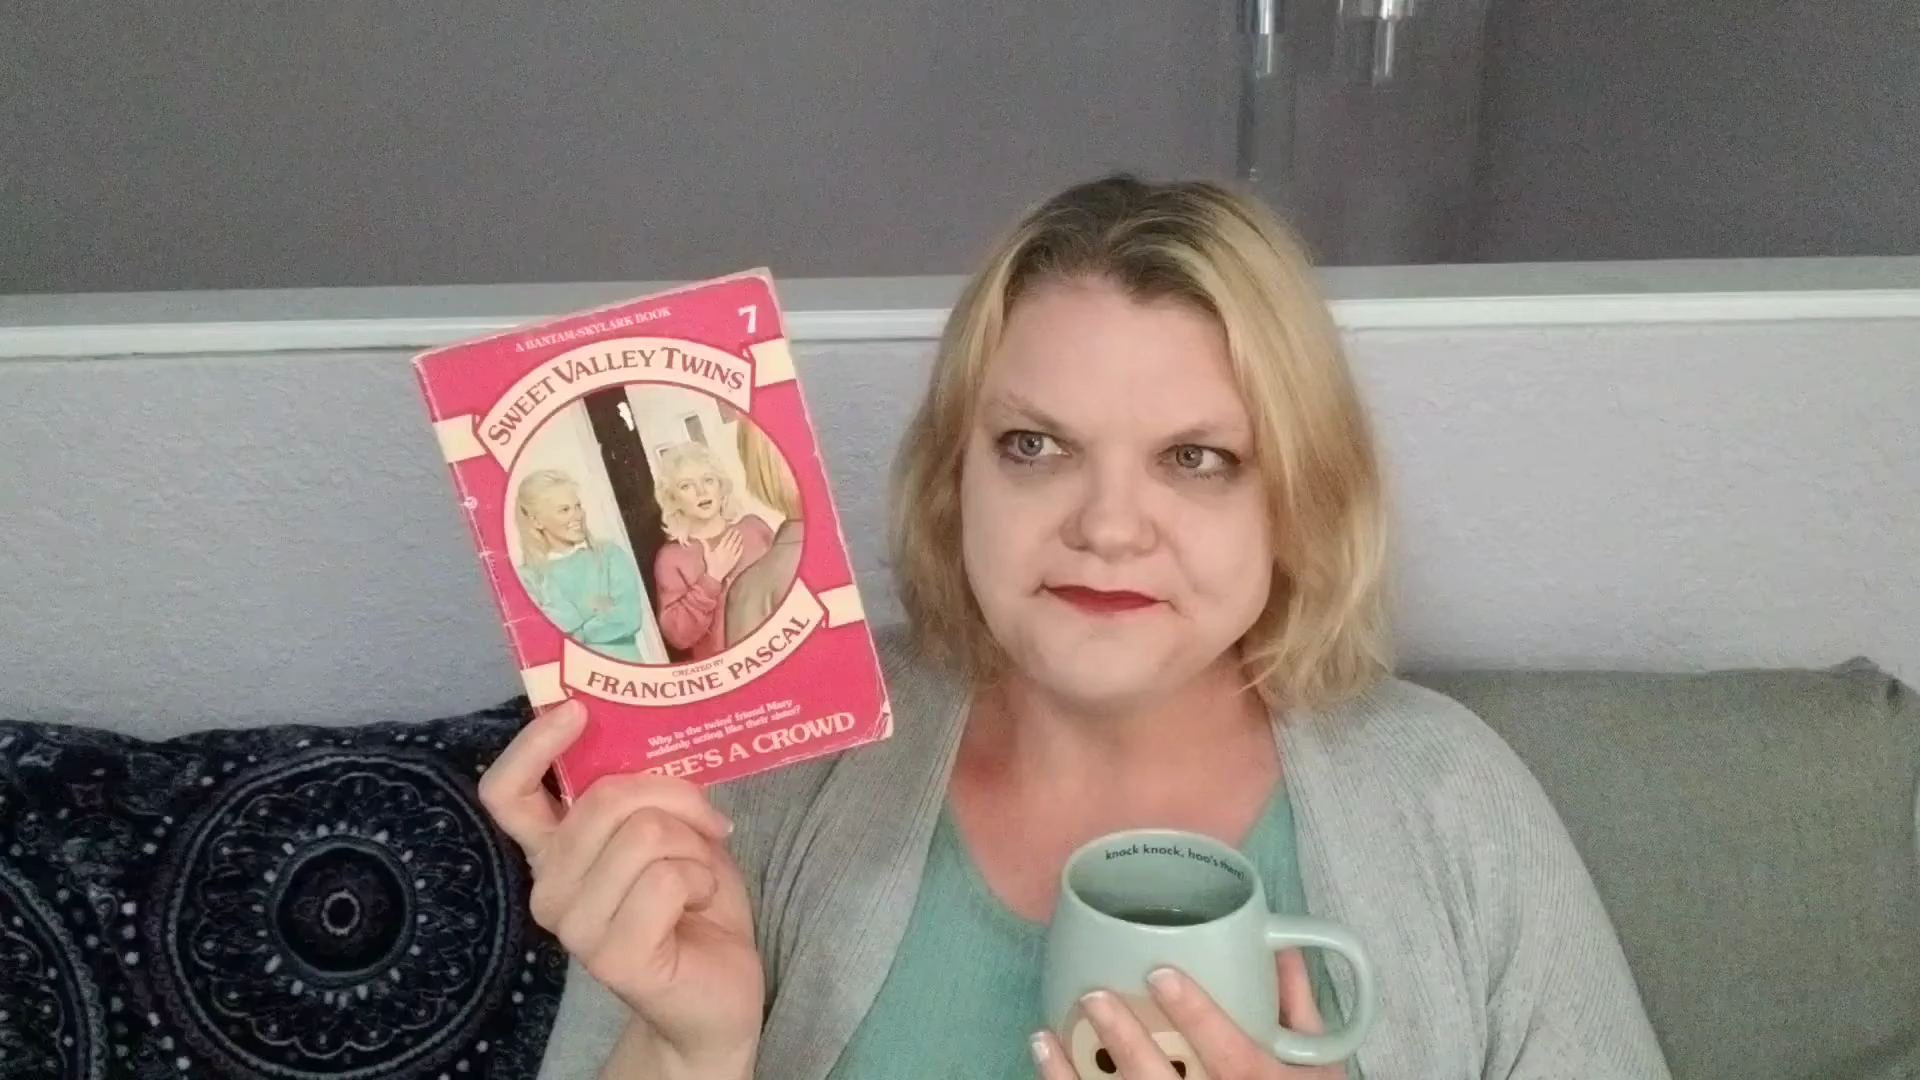 A BANTAM-SKYLARK BOOK
7
SWEET VALLEY TWINS
CREATED BY
FRANCINE PASCAL
Why is the twins' friend Mary
suddenly acting like their sister?
REE'S A CROWD
knock knock, hoo's there?